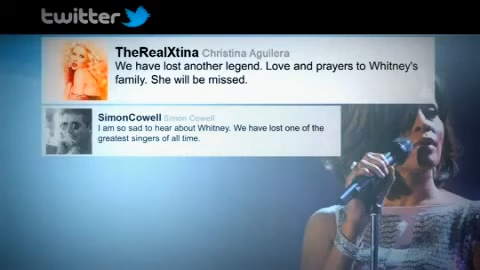 twitter
TheRealXtina Christina Aguilera
We have lost another legend. Love and prayers to Whitney's
family. She will be missed.
SimonCowell Simon Cowell
I am so sad to hear about Whitney. We have lost one of the
greatest singers of all time.